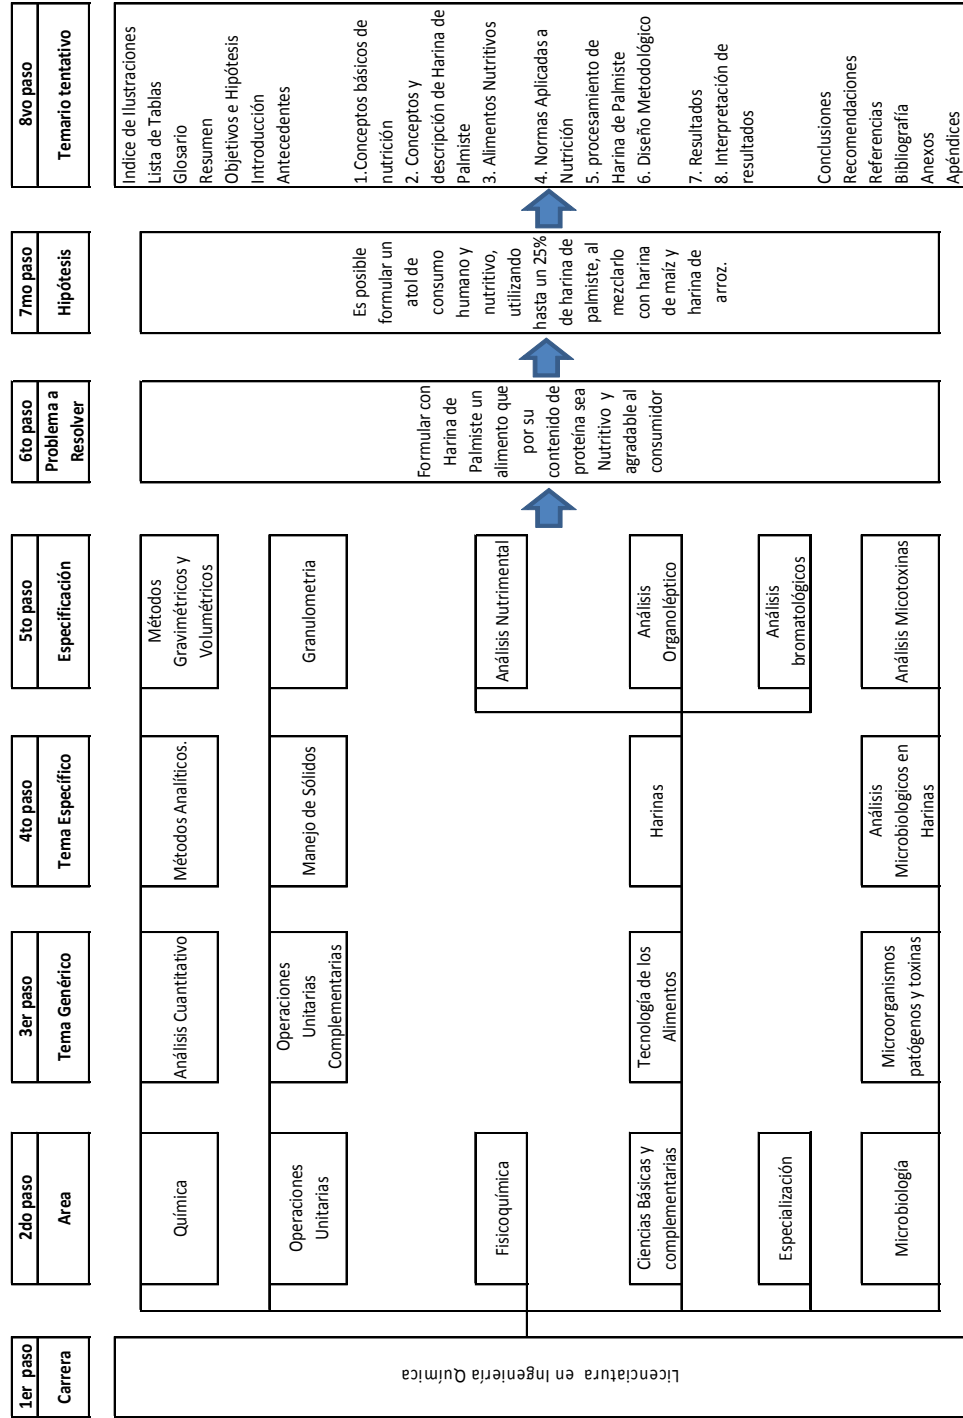 1er paso
Carrera
Licenciatura en Ingeniería Química
2do paso
Area
Química
Operaciones
Unitarias
Fisicoquímica
Ciencias Básicas y
complementarias
Especialización
Microbiología
3er paso
Tema Genérico
Análisis Cuantitativo
Operaciones
Unitarias
Complementarias
Tecnología de los
Alimentos
Microorganismos
patógenos y toxinas
4to paso
Tema Específico
Métodos Analíticos.
Manejo de Sólidos
Harinas
Análisis
Microbiologicos en
Harinas
5to paso
Especificación
Métodos
Gravimétricos y
Volumétricos
Granulometria
Análisis Nutrimental
Análisis
Organoléptico
Análisis
bromatológicos
Análisis Micotoxinas
6to paso
Problema a
Resolver
Formular con
Harina de
Palmiste un
alimento que
por su
contenido de
proteína sea
Nutritivo y
agradable al
consumidor
7mo paso
Hipótesis
Es posible
formular un
atol de
consumo
humano y
nutritivo,
utilizando
hasta un 25%
de harina de
palmiste, al
mezclarlo
con harina
de maíz y
harina de
arroz.
8vo paso
Temario tentativo
Indice de Ilustraciones
Lista de Tablas
Glosario
Resumen
Objetivos e Hipótesis
Introducción
Antecedentes
1.Conceptos básicos de
nutrición
2. Conceptos y
descripción de Harina de
Palmiste
3. Alimentos Nutritivos
4. Normas Aplicadas a
Nutrición
5. procesamiento de
Harina de Palmiste
6. Diseño Metodológico
7. Resultados
8. Interpretación de
resultados
Conclusiones
Recomendaciones
Referencias
Bibliografía
Anexos
Apéndices